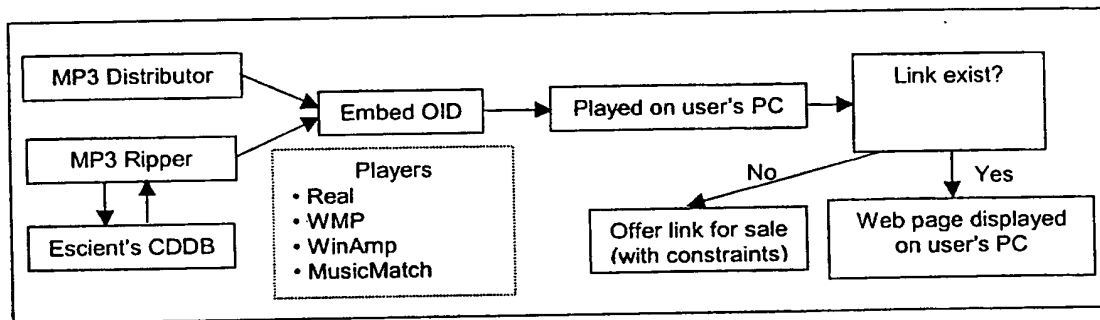 MP3 Distributor
MP3 Ripper
Escient's CDDB
Embed OID
Players
• Real
• WMP
• WinAmp
• MusicMatch
Played on user's PC
Link exist?
No
Yes
Offer link for sale
(with constraints)
Web page displayed
on user's PC